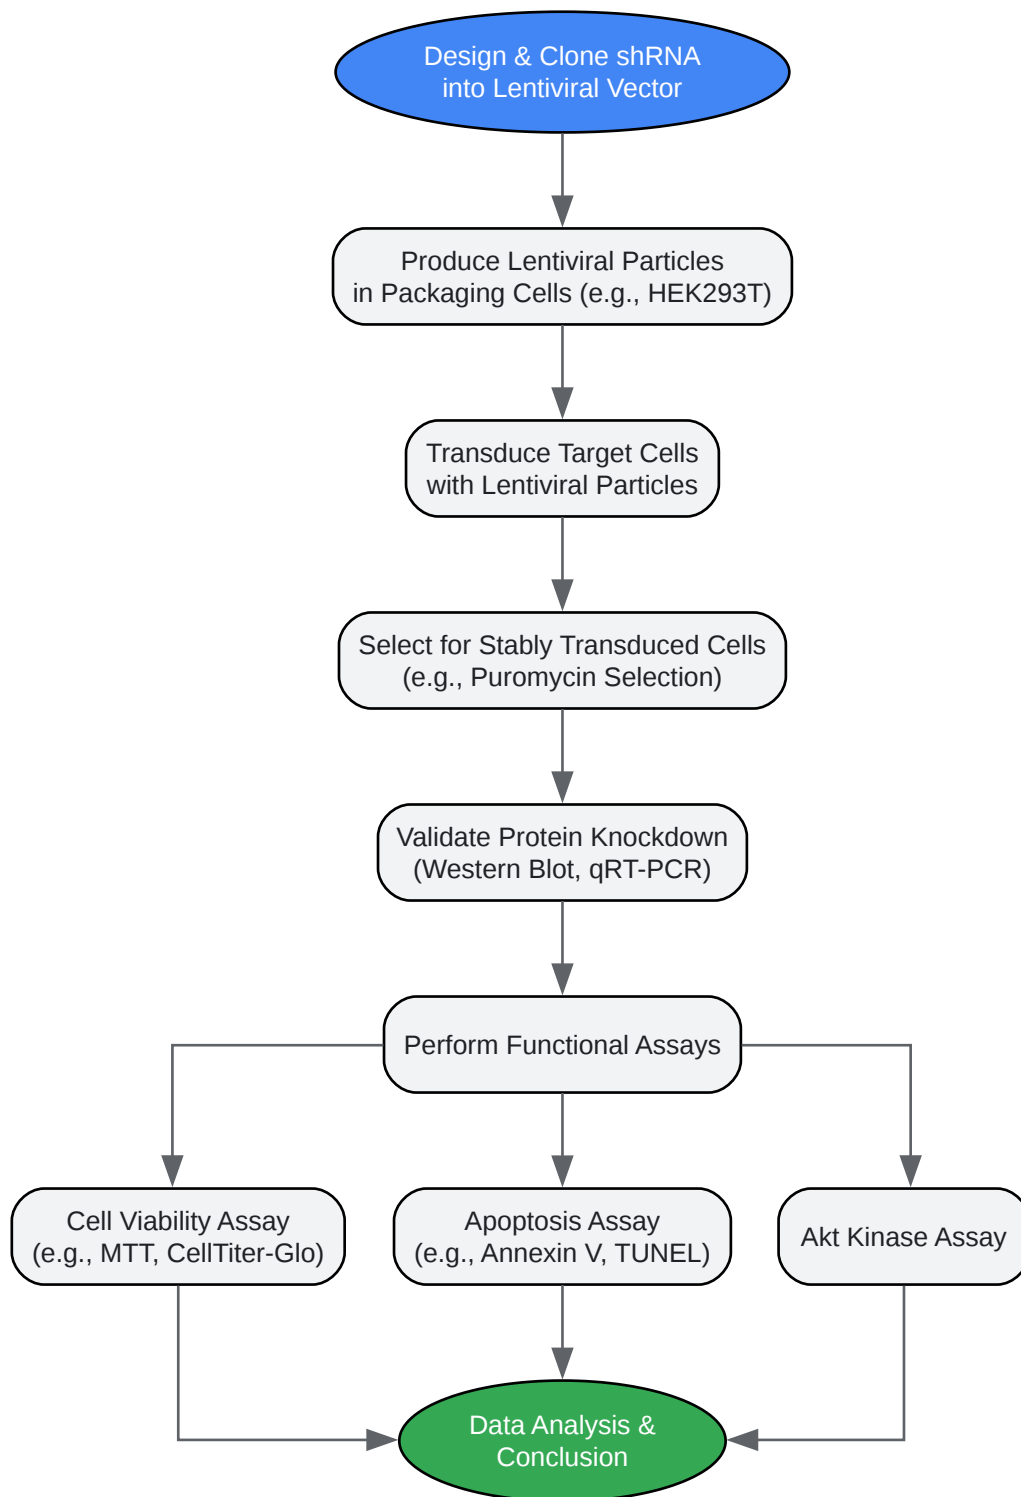 Design & Clone shRNA
into Lentiviral Vector
Produce Lentiviral Particles
in Packaging Cells (e.g., HEK293T)
Transduce Target Cells
with Lentiviral Particles
Select for Stably Transduced Cells
(e.g., Puromycin Selection)
Validate Protein Knockdown
(Western Blot, qRT-PCR)
Perform Functional Assays
Cell Viability Assay
(e.g., MTT, CellTiter-Glo)
Apoptosis Assay
(e.g., Annexin V, TUNEL)
Akt Kinase Assay
Data Analysis &
Conclusion